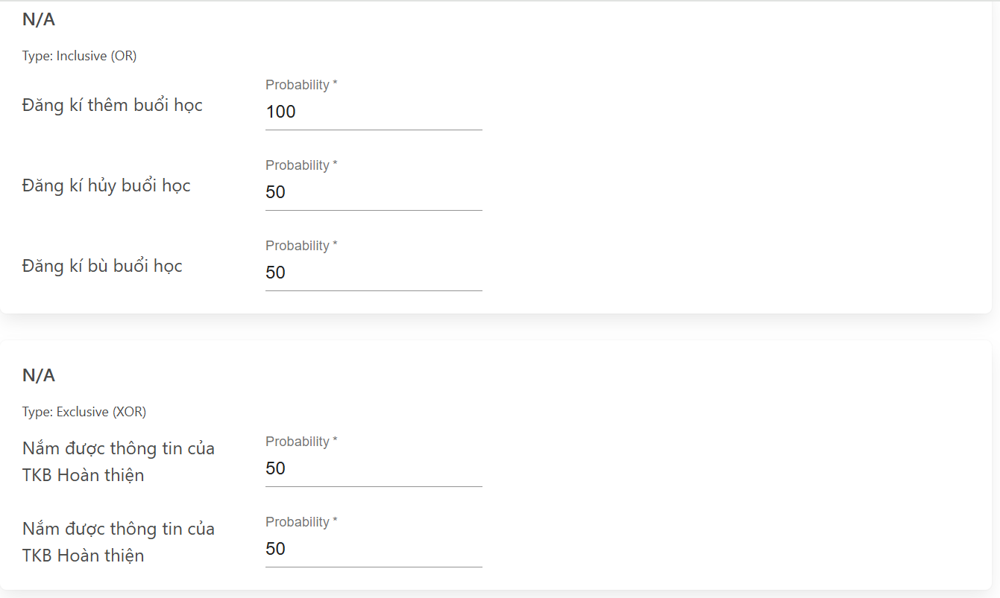 N/A
Type: Inclusive (OR)
Đăng kí thêm buổi học
Probability *
100
Đăng kí hủy buổi học
Probability *
50
Đăng kí bù buổi học
Probability *
50
N/A
Type: Exclusive (XOR)
Nắm được thông tin của
TKB Hoàn thiện
Probability *
50
Nắm được thông tin của
TKB Hoàn thiện
Probability *
50